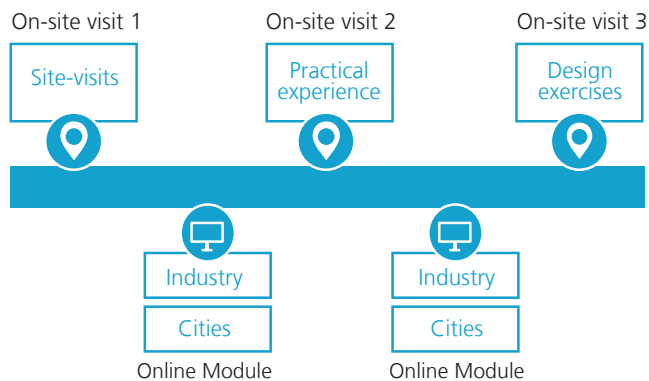 On-site visit 1
On-site visit 2
On-site visit 3
Site-visits
Practical
experience
Design
exercises
Industry
Industry
Cities
Cities
Online Module
Online Module